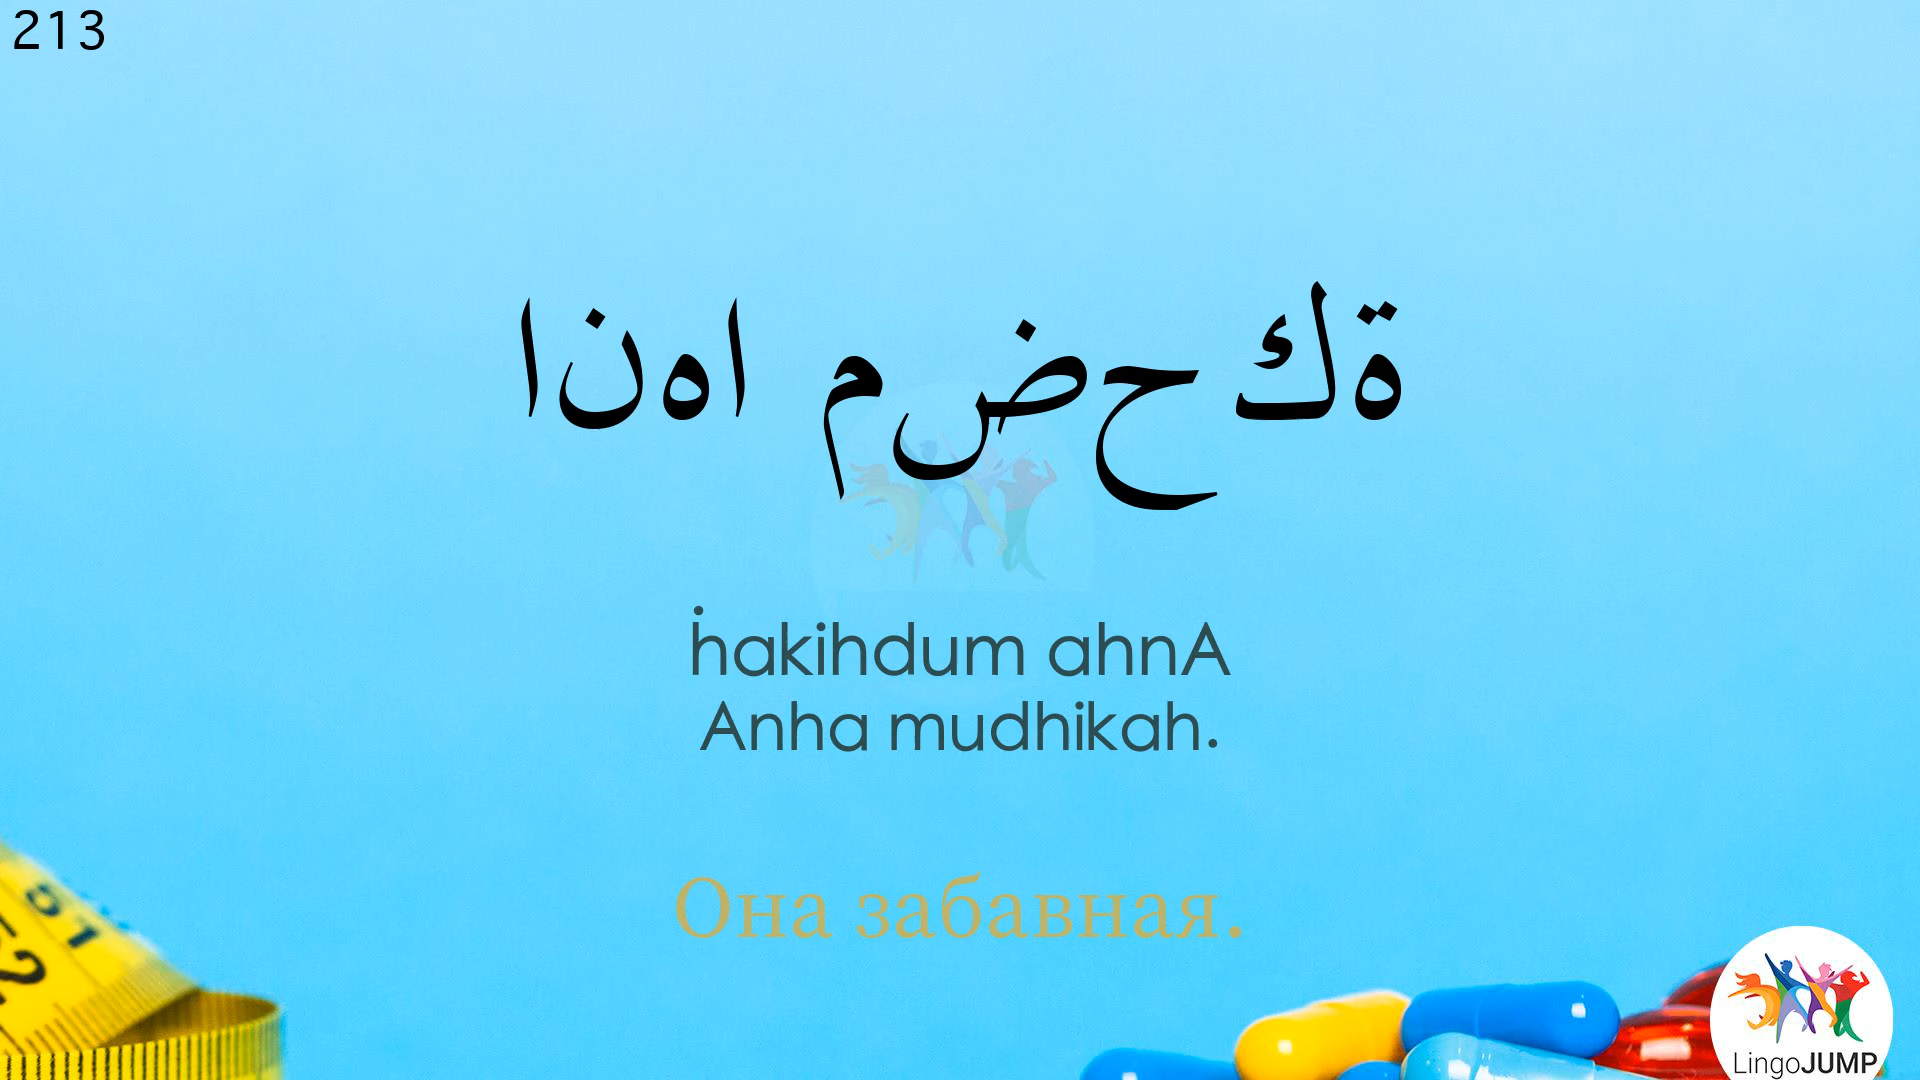 213
انها مضحكة
ḣakihdum ahnA
Anha mudhikah.
Она забавная.
LingoJUMP